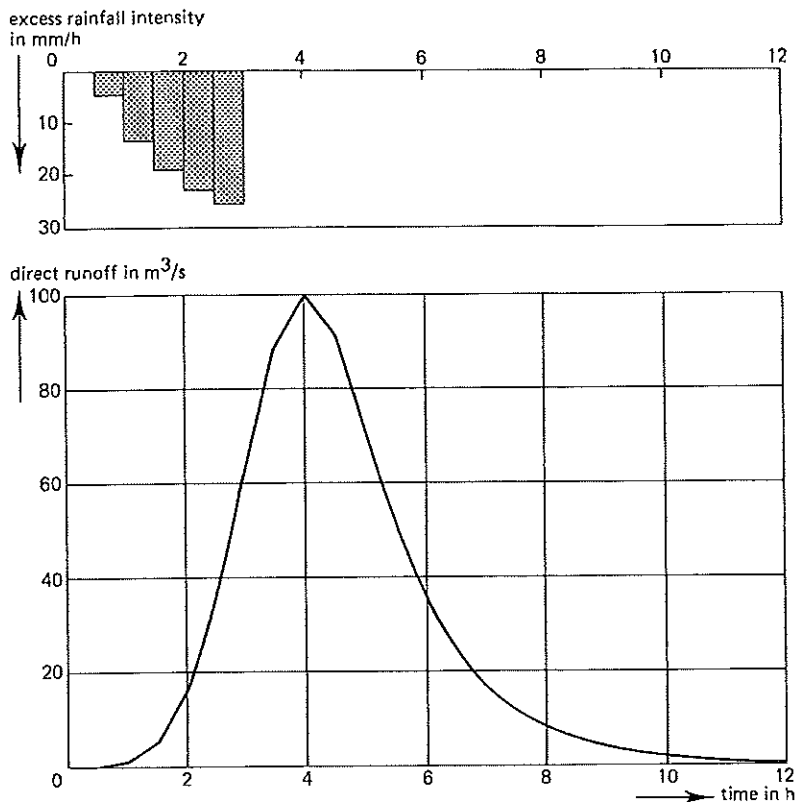 excess rainfall intensity
in mm/h
0 2 4 6 8 10 12
10
20
30
direct runoff in m³/s
100
80
60
40
20
0 2 4 6 8 10 12
time in h